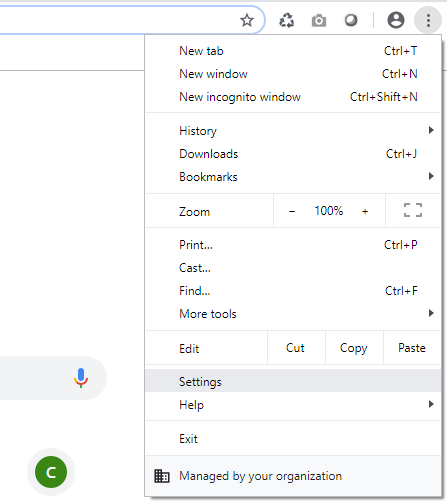 New tab Ctrl+T
New window Ctrl+N
New incognito window Ctrl+Shift+N
History
Downloads Ctrl+J
Bookmarks
Zoom − 100% +
Print... Ctrl+P
Cast...
Find... Ctrl+F
More tools
Edit Cut Copy Paste
Settings
Help
Exit
C
Managed by your organization